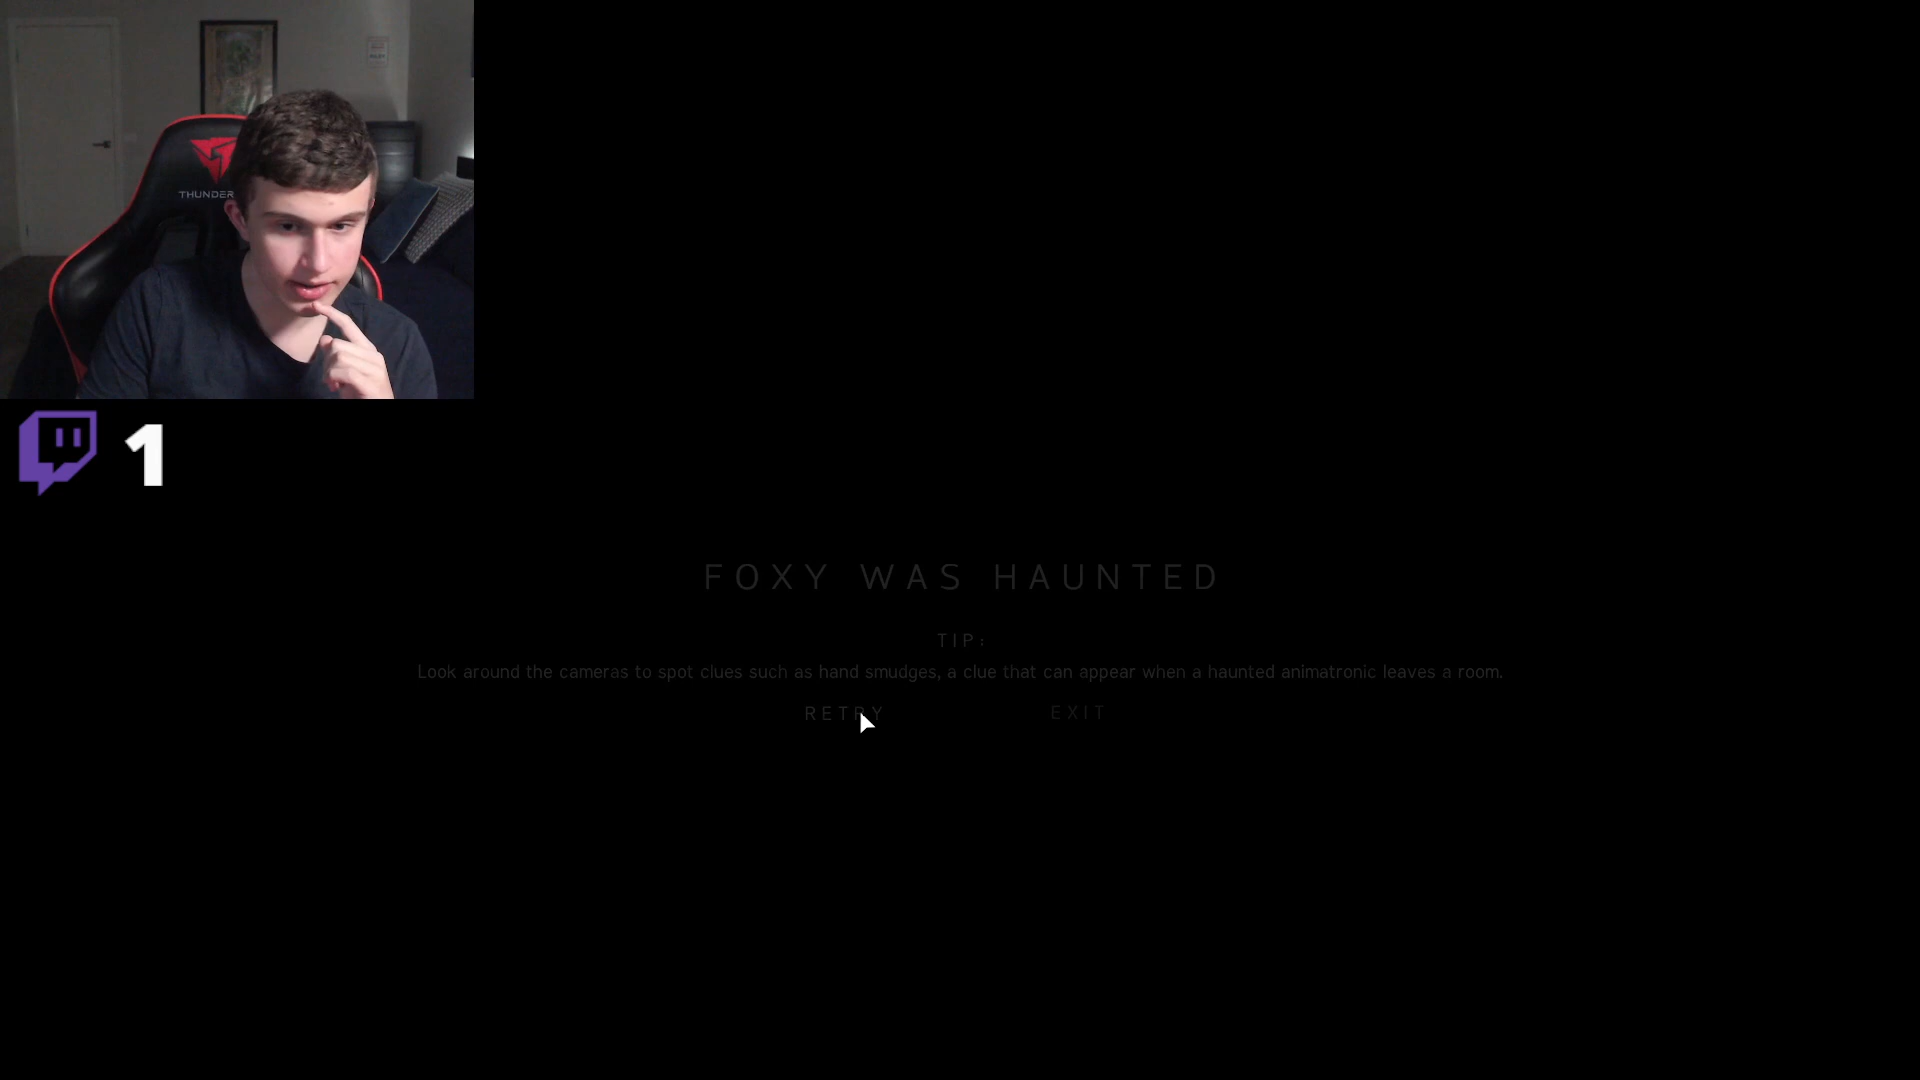 THUNDER
1
FOXY WAS HAUNTED
TIP:
Look around the cameras to spot clues such as hand smudges, a clue that can appear when a haunted animatronic leaves a room.
RETRY
EXIT